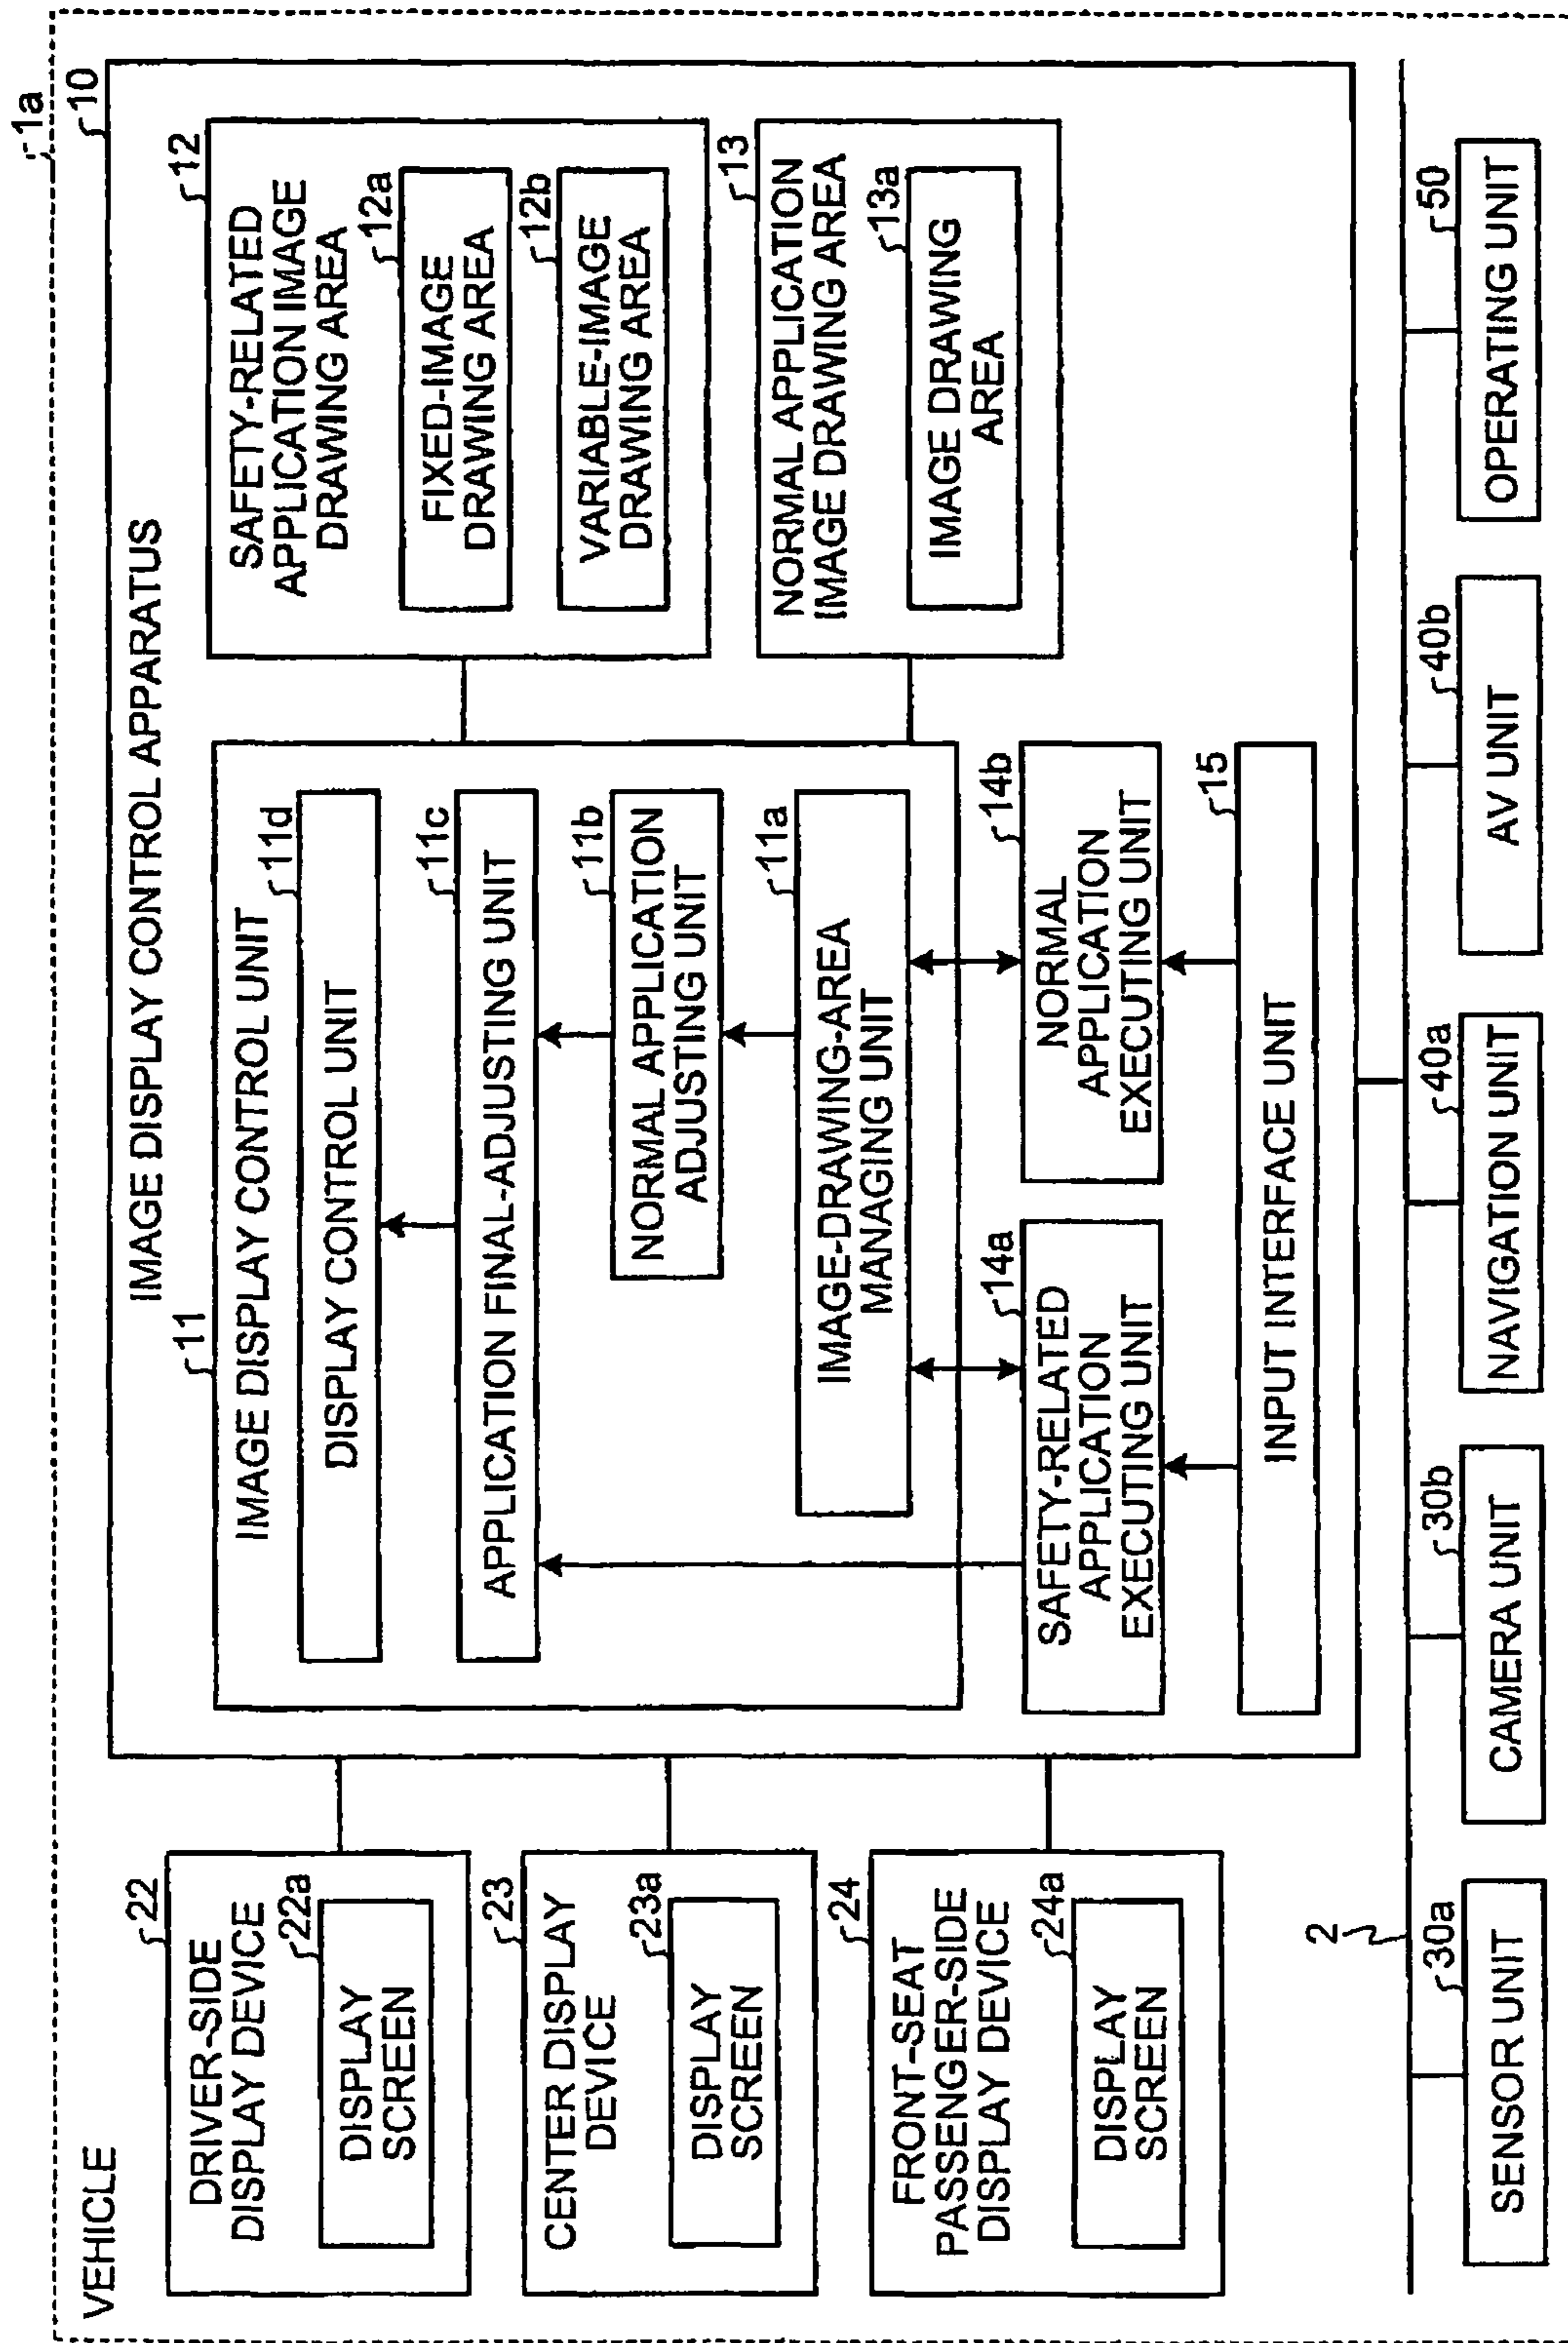 1a
VEHICLE
22
DRIVER-SIDE
DISPLAY DEVICE
22a
DISPLAY
SCREEN
23
CENTER DISPLAY
DEVICE
23a
DISPLAY
SCREEN
24
FRONT-SEAT
PASSENGER-SIDE
DISPLAY DEVICE
24a
DISPLAY
SCREEN
10
IMAGE DISPLAY CONTROL APPARATUS
11
IMAGE DISPLAY CONTROL UNIT
11d
DISPLAY CONTROL UNIT
11c
APPLICATION FINAL-ADJUSTING UNIT
11b
NORMAL APPLICATION
ADJUSTING UNIT
11a
IMAGE-DRAWING-AREA
MANAGING UNIT
14a
SAFETY-RELATED
APPLICATION
EXECUTING UNIT
14b
NORMAL
APPLICATION
EXECUTING UNIT
15
INPUT INTERFACE UNIT
12
SAFETY-RELATED
APPLICATION IMAGE
DRAWING AREA
12a
FIXED-IMAGE
DRAWING AREA
12b
VARIABLE-IMAGE
DRAWING AREA
13
NORMAL APPLICATION
IMAGE DRAWING AREA
13a
IMAGE DRAWING
AREA
2
30a
SENSOR UNIT
30b
CAMERA UNIT
40a
NAVIGATION UNIT
40b
AV UNIT
50
OPERATING UNIT